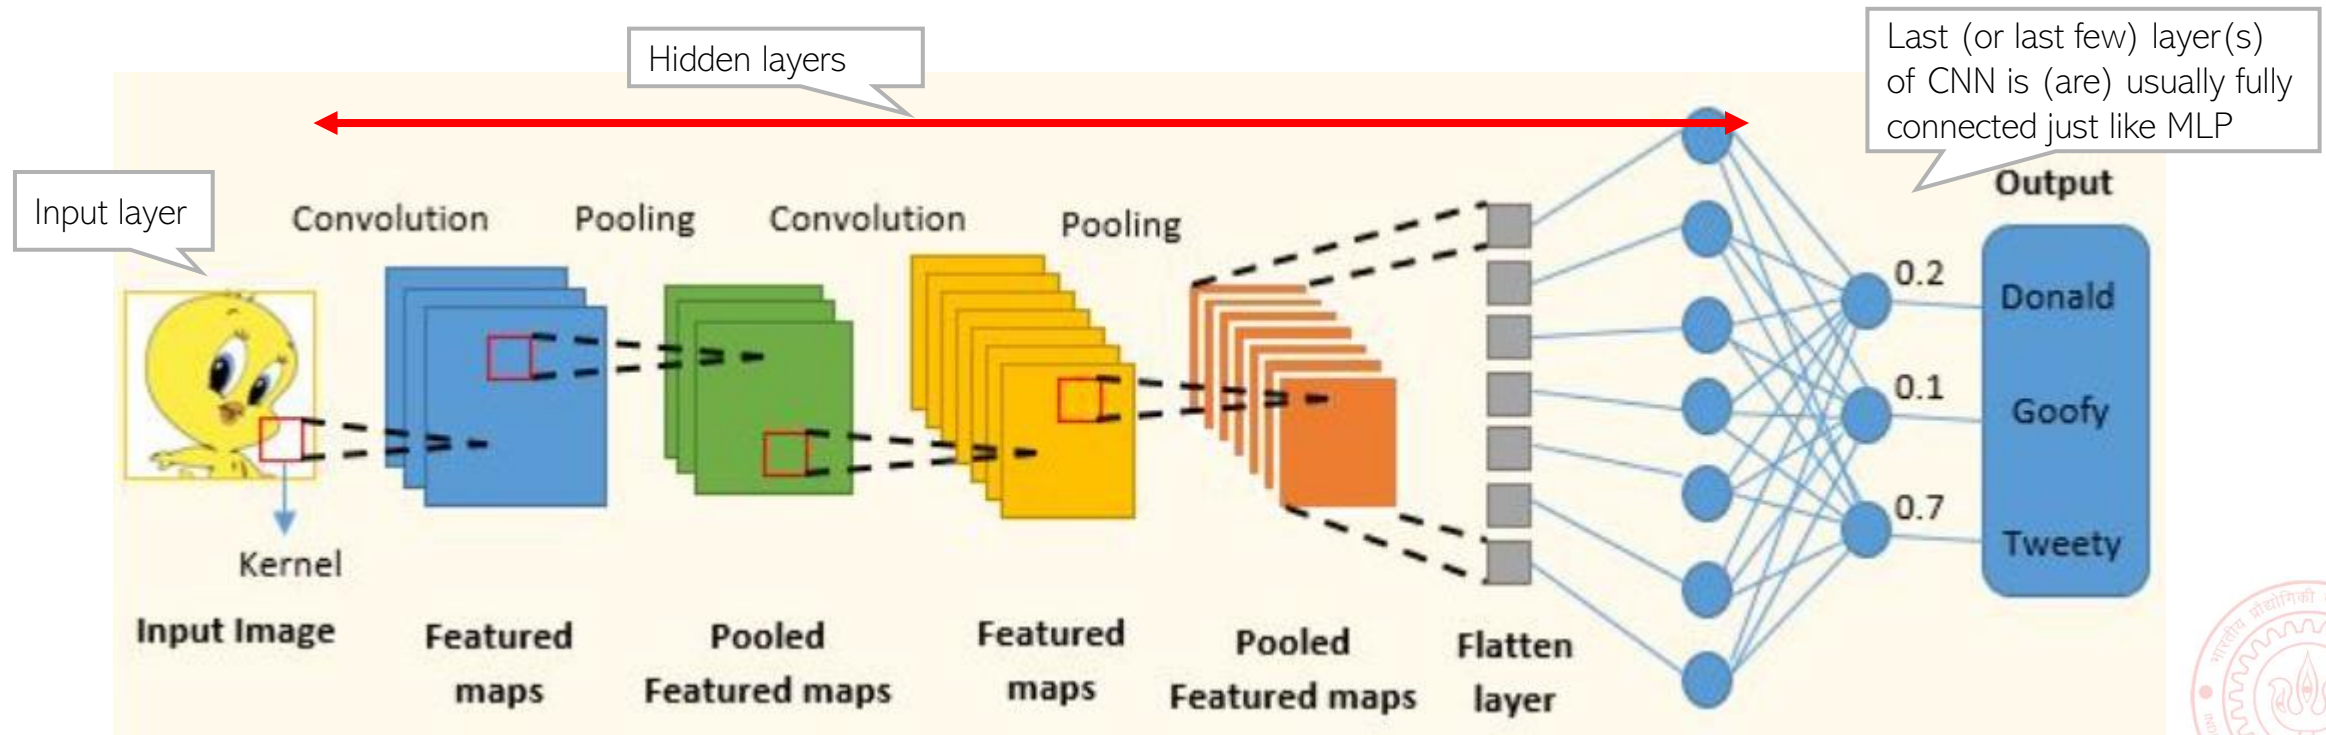 Hidden layers
Last (or last few) layer(s)
of CNN is (are) usually fully
connected just like MLP
Input layer
Convolution
Pooling
Convolution
Pooling
Output
0.2
Donald
0.1
Goofy
0.7
Tweety
Kernel
Input Image
Featured
maps
Pooled
Featured maps
Featured
maps
Pooled
Featured maps
Flatten
layer
भारतीय प्रौद्योगिकी